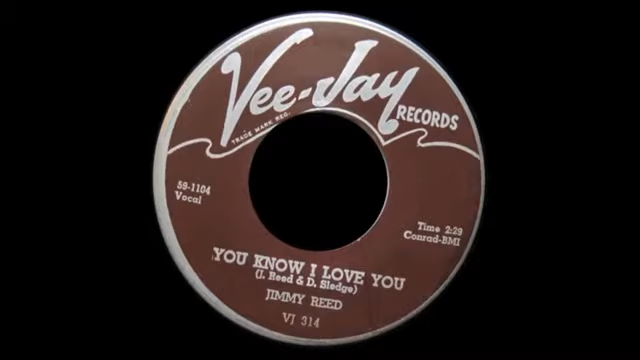 Vee-Jay
RECORDS
TRADE MARK REG.
59-1104
Vocal
Time 2:29
Conrad-BMI
YOU KNOW I LOVE YOU
(J. Reed & D. Sledge)
JIMMY REED
VJ 314